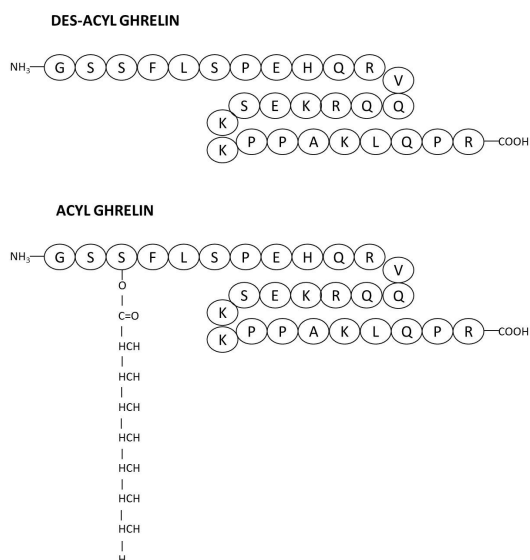 DES-ACYL GHRELIN
NH3 G S S F L S P E H Q R
V
S E K R Q Q
K
K P P A K L Q P R COOH
ACYL GHRELIN
NH3 G S S F L S P E H Q R
V
O
S E K R Q Q
K
C=O
K P P A K L Q P R COOH
HCH
HCH
HCH
HCH
HCH
HCH
HCH
H